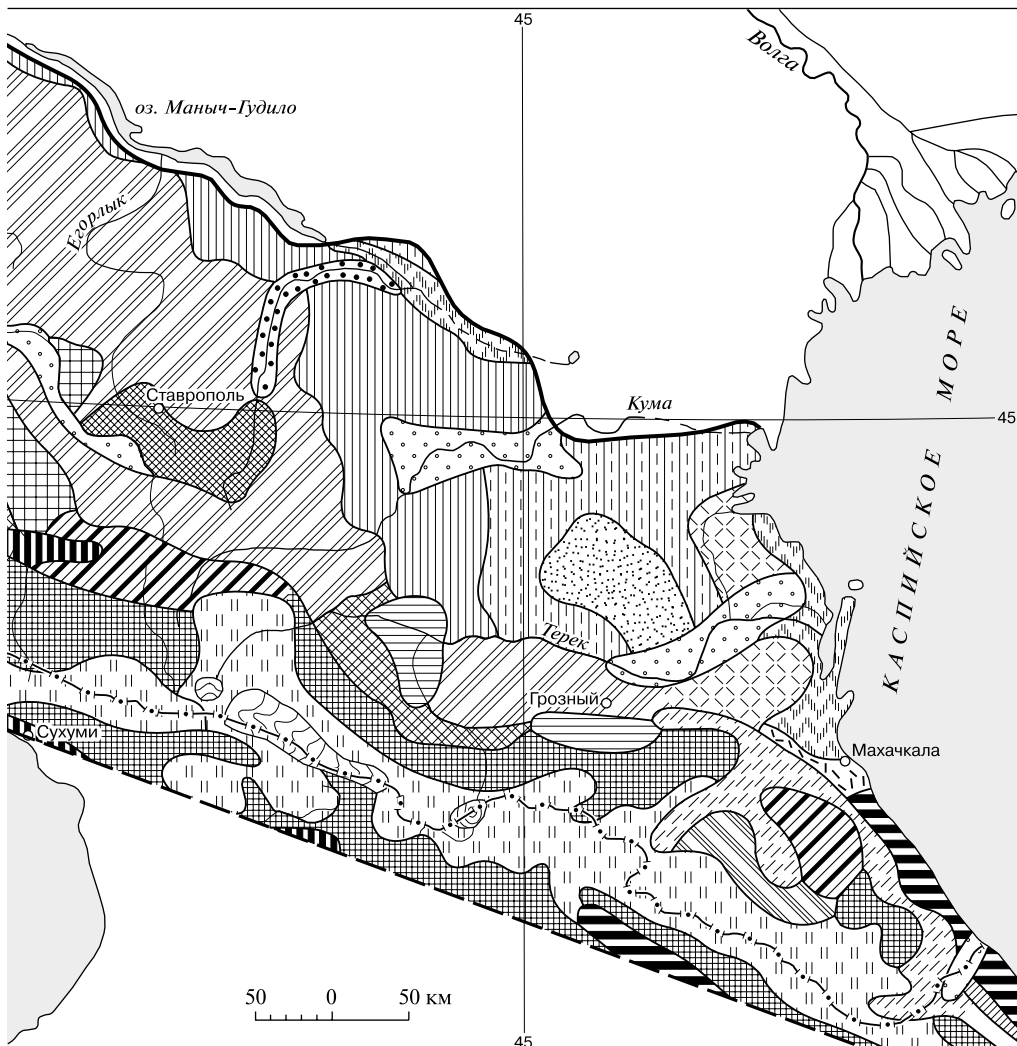 45
Волга
оз. Маныч-Гудило
Егорлык
КАСПИЙСКОЕ МОРЕ
Ставрополь
Кума
45
Терек
Грозный
Сухуми
Махачкала
50 0 50 км
45